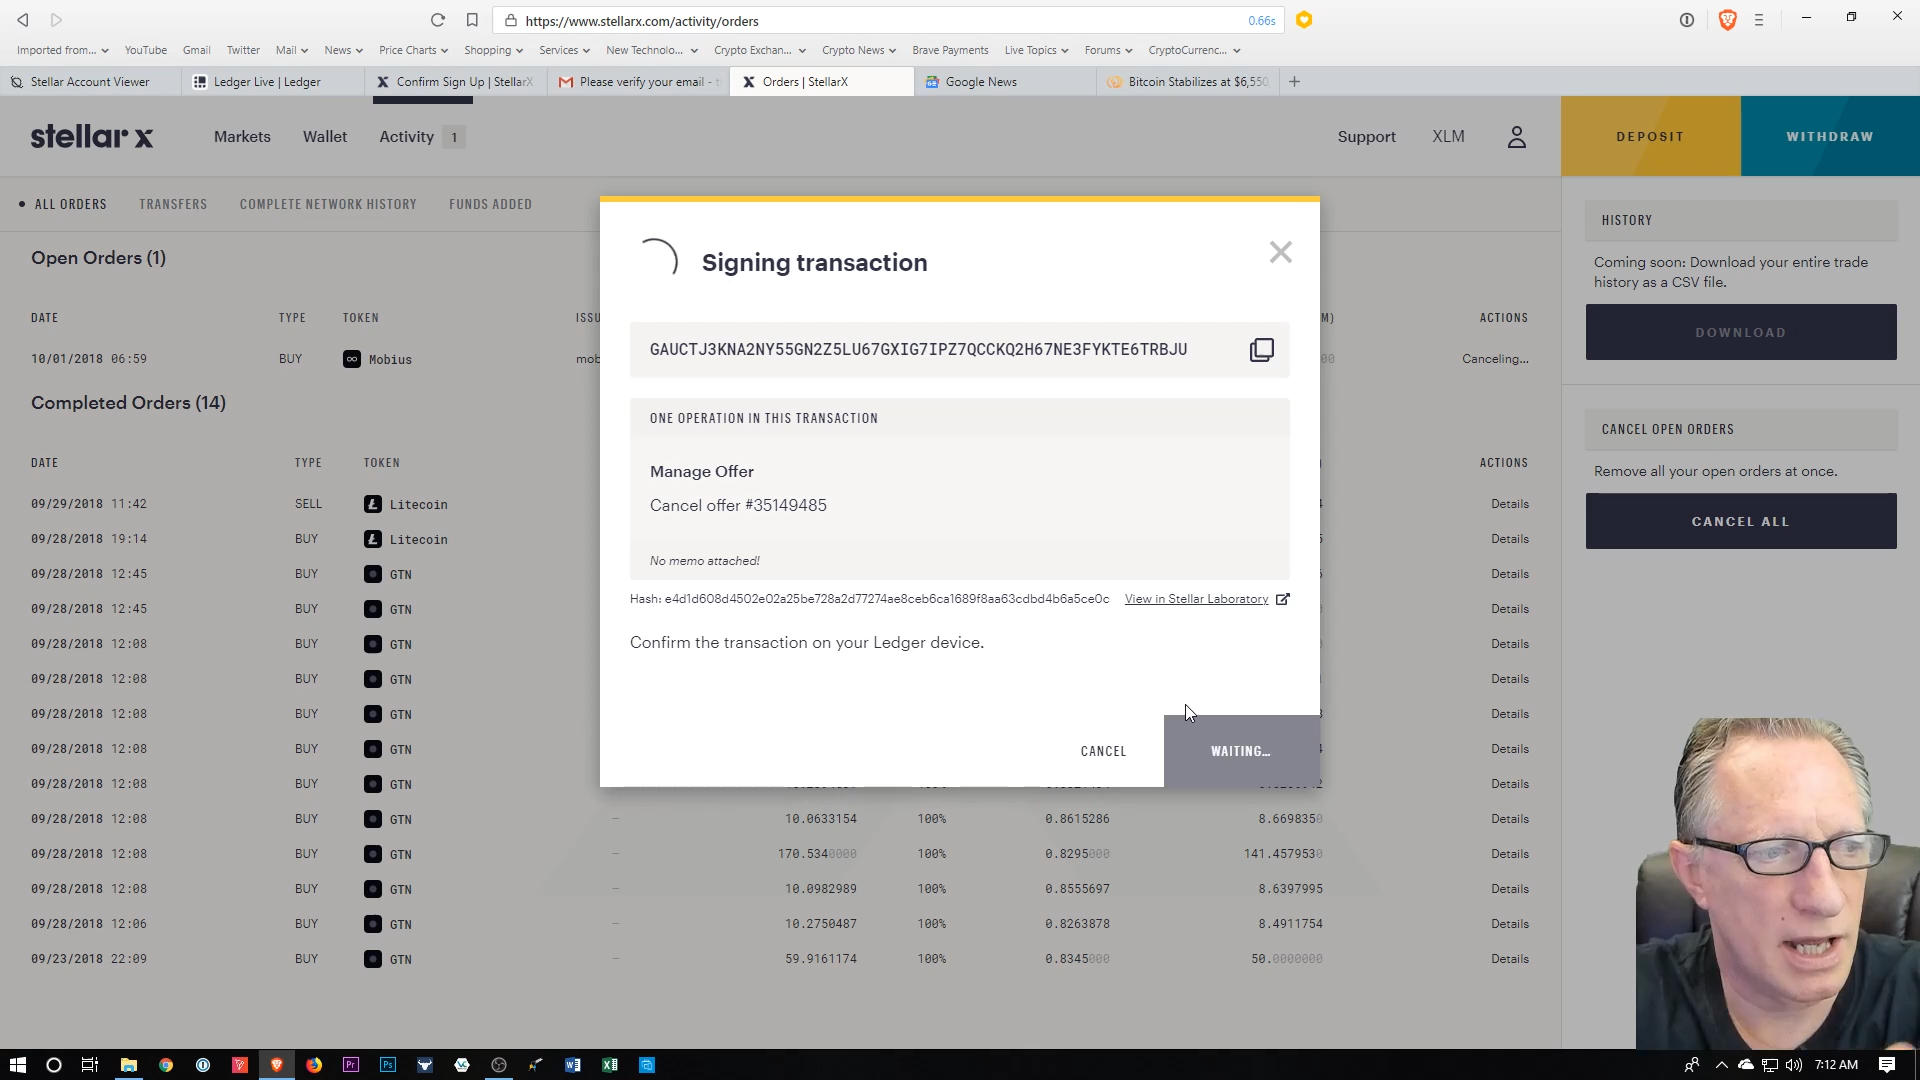 https://www.stellarx.com/activity/orders 0.66s
Imported from... YouTube Gmail Twitter Mail News Price Charts Shopping Services New Technolo... Crypto Exchan... Crypto News Brave Payments Live Topics Forums CryptoCurrenc...
Stellar Account Viewer Ledger Live | Ledger Confirm Sign Up | StellarX Please verify your email - Orders | StellarX Google News Bitcoin Stabilizes at $6,550
stellar x Markets Wallet Activity 1 Support XLM DEPOSIT WITHDRAW
ALL ORDERS TRANSFERS COMPLETE NETWORK HISTORY FUNDS ADDED
Open Orders (1)
DATE TYPE TOKEN ISSU M) ACTIONS
10/01/2018 06:59 BUY Mobius mob 00 Canceling...
Completed Orders (14)
DATE TYPE TOKEN ACTIONS
09/29/2018 11:42 SELL Litecoin Details
09/28/2018 19:14 BUY Litecoin Details
09/28/2018 12:45 BUY GTN Details
09/28/2018 12:45 BUY GTN Details
09/28/2018 12:08 BUY GTN Details
09/28/2018 12:08 BUY GTN Details
09/28/2018 12:08 BUY GTN Details
09/28/2018 12:08 BUY GTN Details
09/28/2018 12:08 BUY GTN Details
09/28/2018 12:08 BUY GTN – 10.0633154 100% 0.8615286 8.6698350 Details
09/28/2018 12:08 BUY GTN – 170.5340000 100% 0.8295000 141.4579530 Details
09/28/2018 12:08 BUY GTN – 10.0982989 100% 0.8555697 8.6397995 Details
09/28/2018 12:06 BUY GTN – 10.2750487 100% 0.8263878 8.4911754 Details
09/23/2018 22:09 BUY GTN – 59.9161174 100% 0.8345000 50.0000000 Details
Signing transaction
GAUCTJ3KNA2NY55GN2Z5LU67GXIG7IPZ7QCCKQ2H67NE3FYKTE6TRBJU
ONE OPERATION IN THIS TRANSACTION
Manage Offer
Cancel offer #35149485
No memo attached!
Hash: e4d1d608d4502e02a25be728a2d77274ae8ceb6ca1689f8aa63cdbd4b6a5ce0c View in Stellar Laboratory
Confirm the transaction on your Ledger device.
CANCEL WAITING...
HISTORY
Coming soon: Download your entire trade
history as a CSV file.
DOWNLOAD
CANCEL OPEN ORDERS
Remove all your open orders at once.
CANCEL ALL
7:12 AM